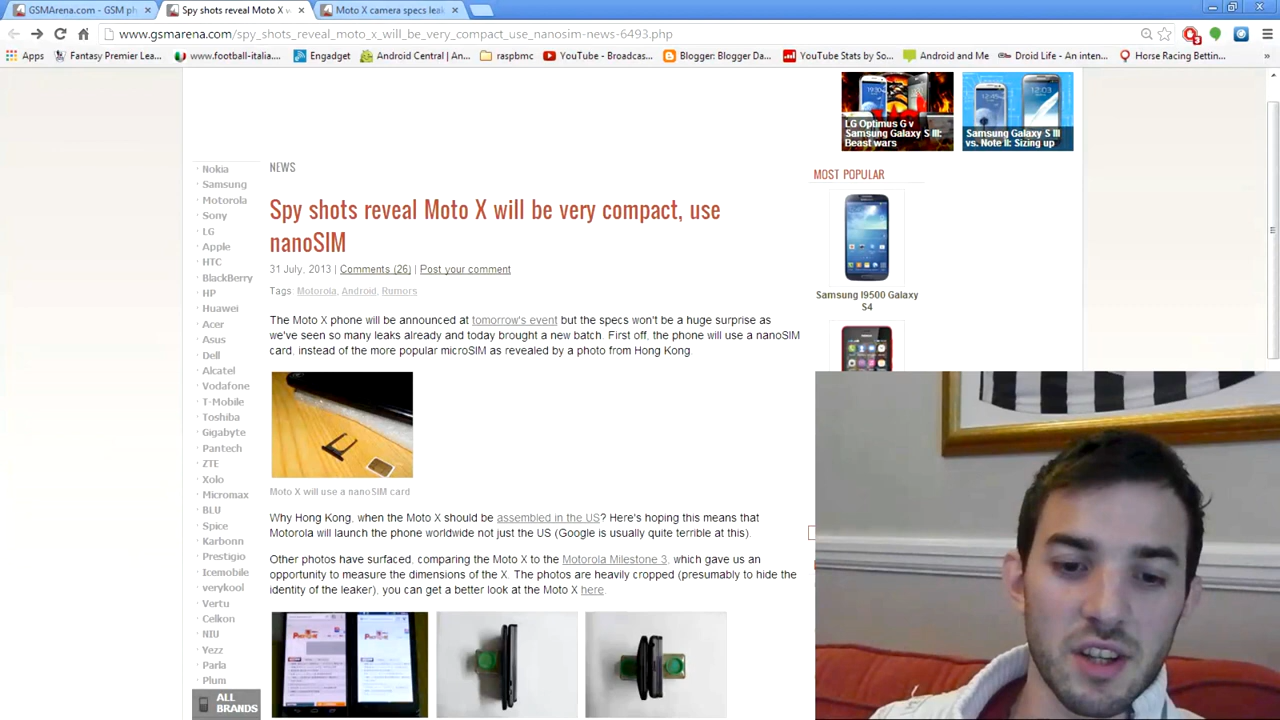 GSMArena.com - GSM ph
Spy shots reveal Moto X w
Moto X camera specs leak
www.gsmarena.com/spy_shots_reveal_moto_x_will_be_very_compact_use_nanosim-news-6493.php
3
Apps
Fantasy Premier Lea...
www.football-italia....
Engadget
Android Central | An...
raspbmc
YouTube - Broadcas...
Blogger: Blogger Da...
YouTube Stats by So...
Android and Me
Droid Life - An inten...
Horse Racing Bettin...
»
LG Optimus G v
Samsung Galaxy S III:
Beast wars
Samsung Galaxy S III
vs. Note II: Sizing up
Nokia
Samsung
Motorola
Sony
LG
Apple
HTC
BlackBerry
HP
Huawei
Acer
Asus
Dell
Alcatel
Vodafone
T-Mobile
Toshiba
Gigabyte
Pantech
ZTE
Xolo
Micromax
BLU
Spice
Karbonn
Prestigio
Icemobile
verykool
Vertu
Celkon
NIU
Yezz
Parla
Plum
ALL
BRANDS
NEWS
Spy shots reveal Moto X will be very compact, use
nanoSIM
31 July, 2013 | Comments (26) | Post your comment
Tags: Motorola, Android, Rumors
The Moto X phone will be announced at tomorrow's event but the specs won't be a huge surprise as
we've seen so many leaks already and today brought a new batch. First off, the phone will use a nanoSIM
card, instead of the more popular microSIM as revealed by a photo from Hong Kong.
Moto X will use a nanoSIM card
Why Hong Kong, when the Moto X should be assembled in the US? Here's hoping this means that
Motorola will launch the phone worldwide not just the US (Google is usually quite terrible at this).
Other photos have surfaced, comparing the Moto X to the Motorola Milestone 3, which gave us an
opportunity to measure the dimensions of the X. The photos are heavily cropped (presumably to hide the
identity of the leaker), you can get a better look at the Moto X here.
MOST POPULAR
Samsung I9500 Galaxy
S4